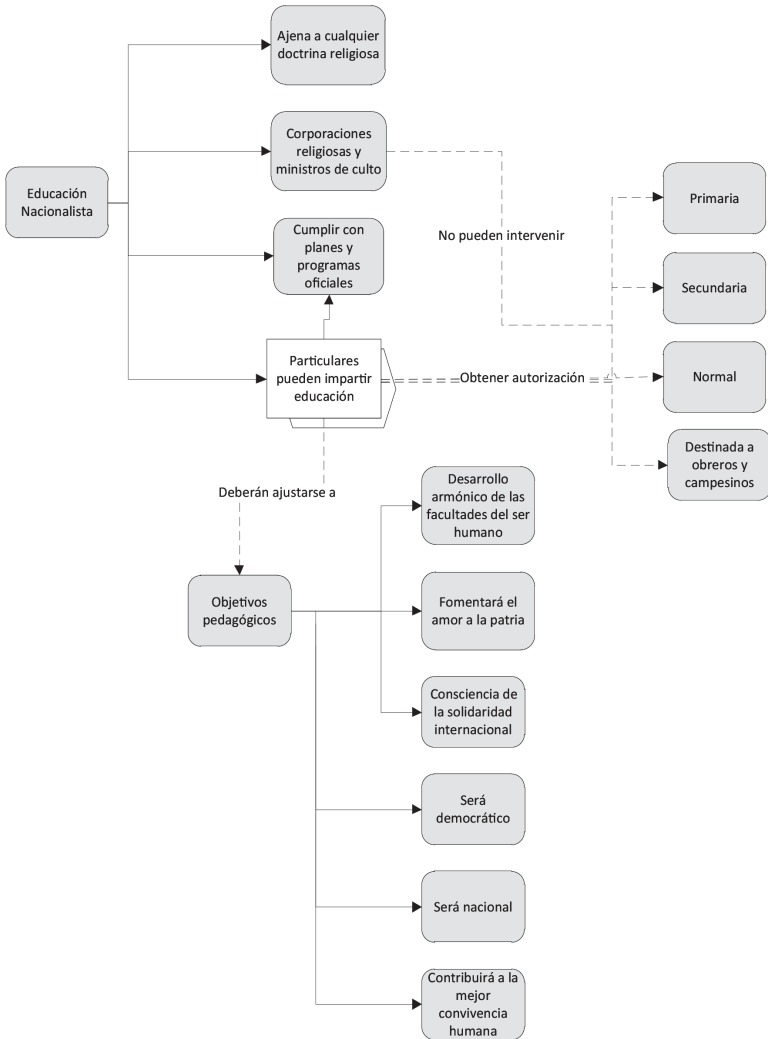 Ajena a cualquier
doctrina religiosa
Corporaciones
religiosas y
ministros de culto
Educación
Nacionalista
Primaria
Cumplir con
planes y
programas
oficiales
No pueden intervenir
Secundaria
Particulares
pueden impartir
educación
Obtener autorización
Normal
Destinada a
obreros y
campesinos
Deberán ajustarse a
Desarrollo
armónico de las
facultades del ser
humano
Objetivos
pedagógicos
Fomentará el
amor a la patria
Consciencia de
la solidaridad
internacional
Será
democrático
Será nacional
Contribuirá a la
mejor
convivencia
humana